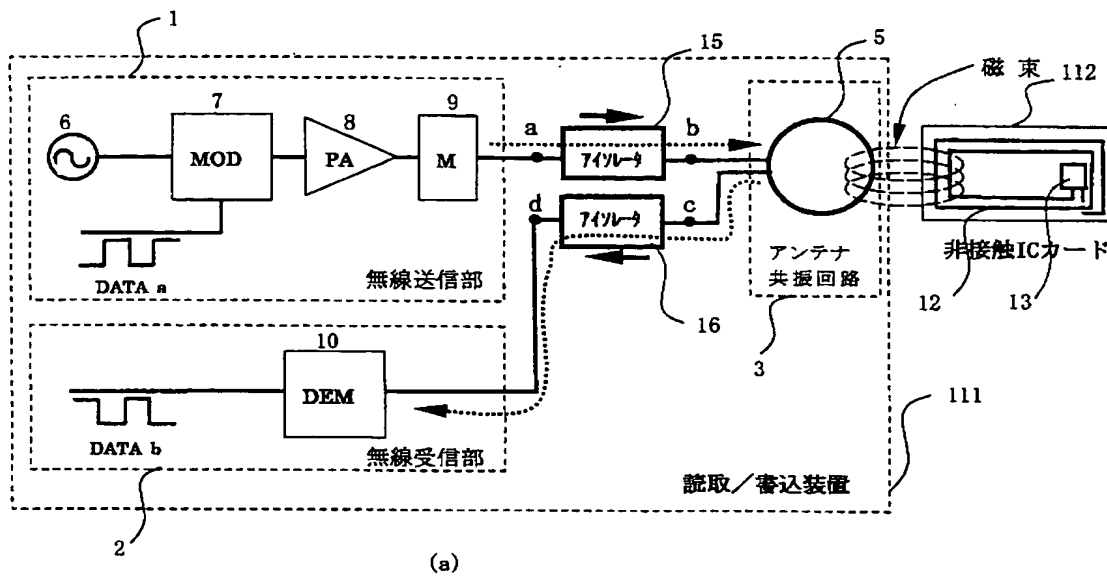 1
15
5
磁 束
112
6
7
8
9
MOD
PA
M
a
アイソレータ
b
d
アイソレータ
c
13
DATA a
無線送信部
アンテナ
共振回路
非接触ICカード
12
13
16
3
10
DEM
DATA b
無線受信部
111
読取／書込装置
2
(a)